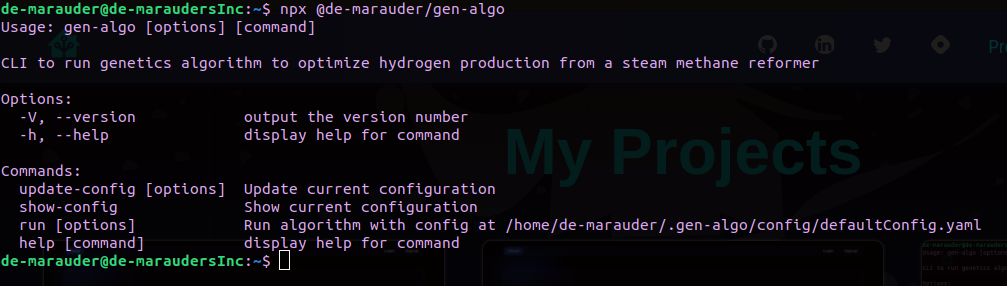 de-marauder@de-maraudersInc:~$ npx @de-marauder/gen-algo
Usage: gen-algo [options] [command]
CLI to run genetics algorithm to optimize hydrogen production from a steam methane reformer
Options:
-V, --version output the version number
-h, --help display help for command
My Projects
Commands:
update-config [options] Update current configuration
show-config Show current configuration
run [options] Run algorithm with config at /home/de-marauder/.gen-algo/config/defaultConfig.yaml
help [command] display help for command
de-marauder@de-maraudersInc:~$